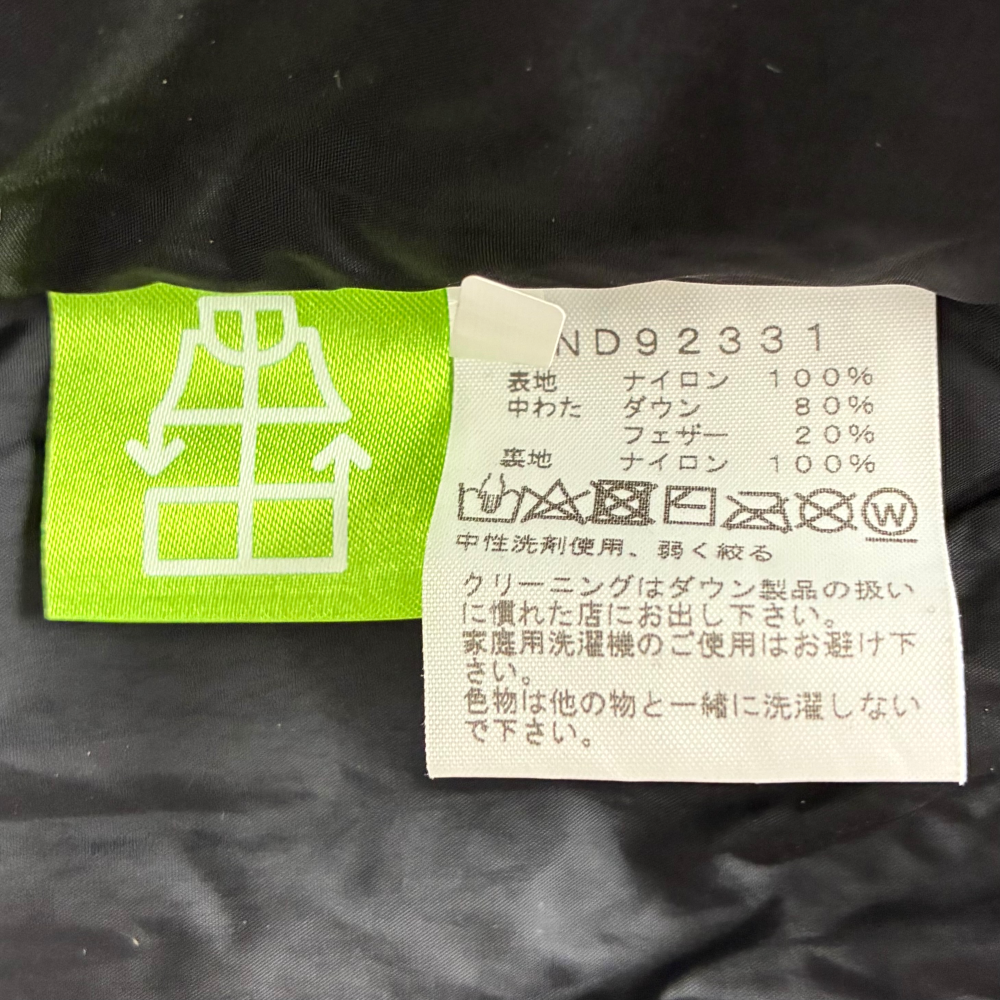 ND92331
表地 ナイロン 100%
中わた ダウン 80%
フェザー 20%
裏地 ナイロン 100%
W
中性洗剤使用、弱く絞る
クリーニングはダウン製品の扱い
に慣れた店にお出し下さい。
家庭用洗濯機のご使用はお避け下
さい。
色物は他の物と一緒に洗濯しない
で下さい。